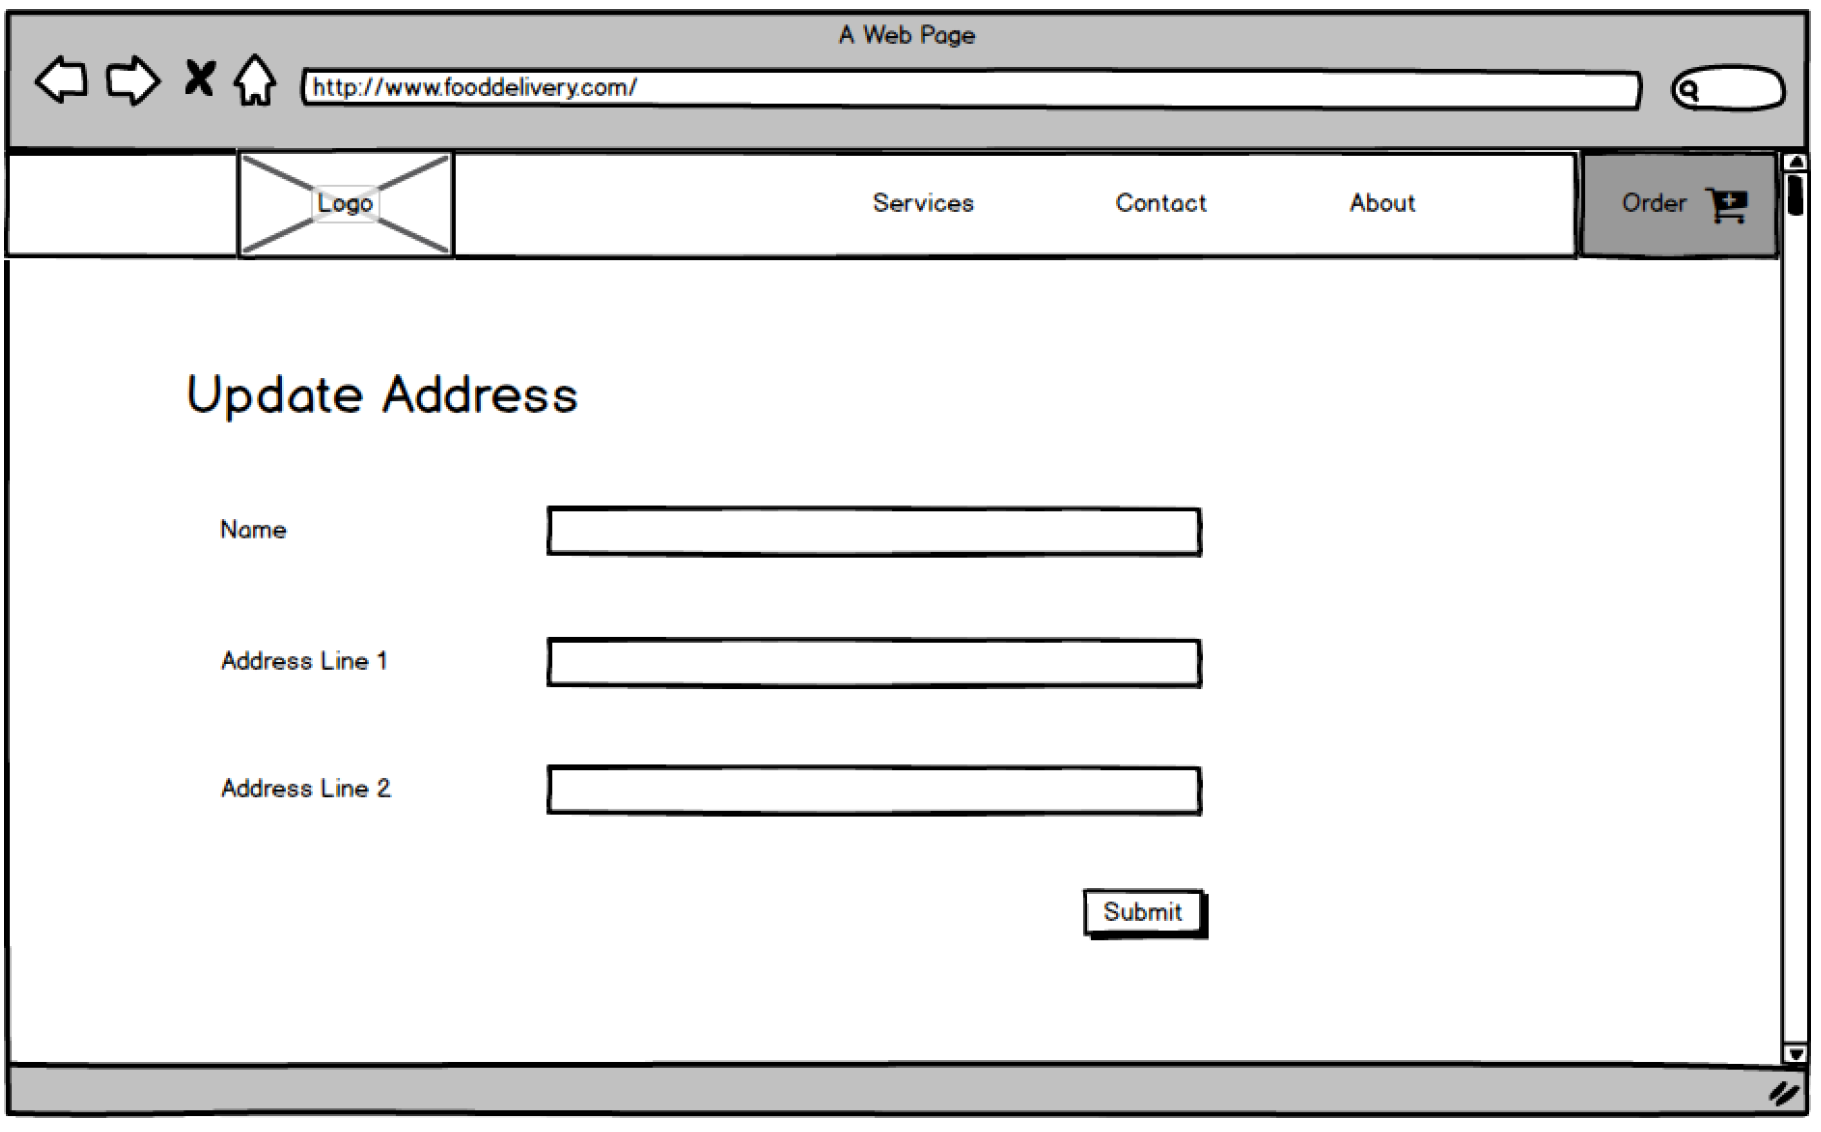 A Web Page
http://www.fooddelivery.com/
Logo
Services
Contact
About
Order
Update Address
Name
Address Line 1
Address Line 2
Submit